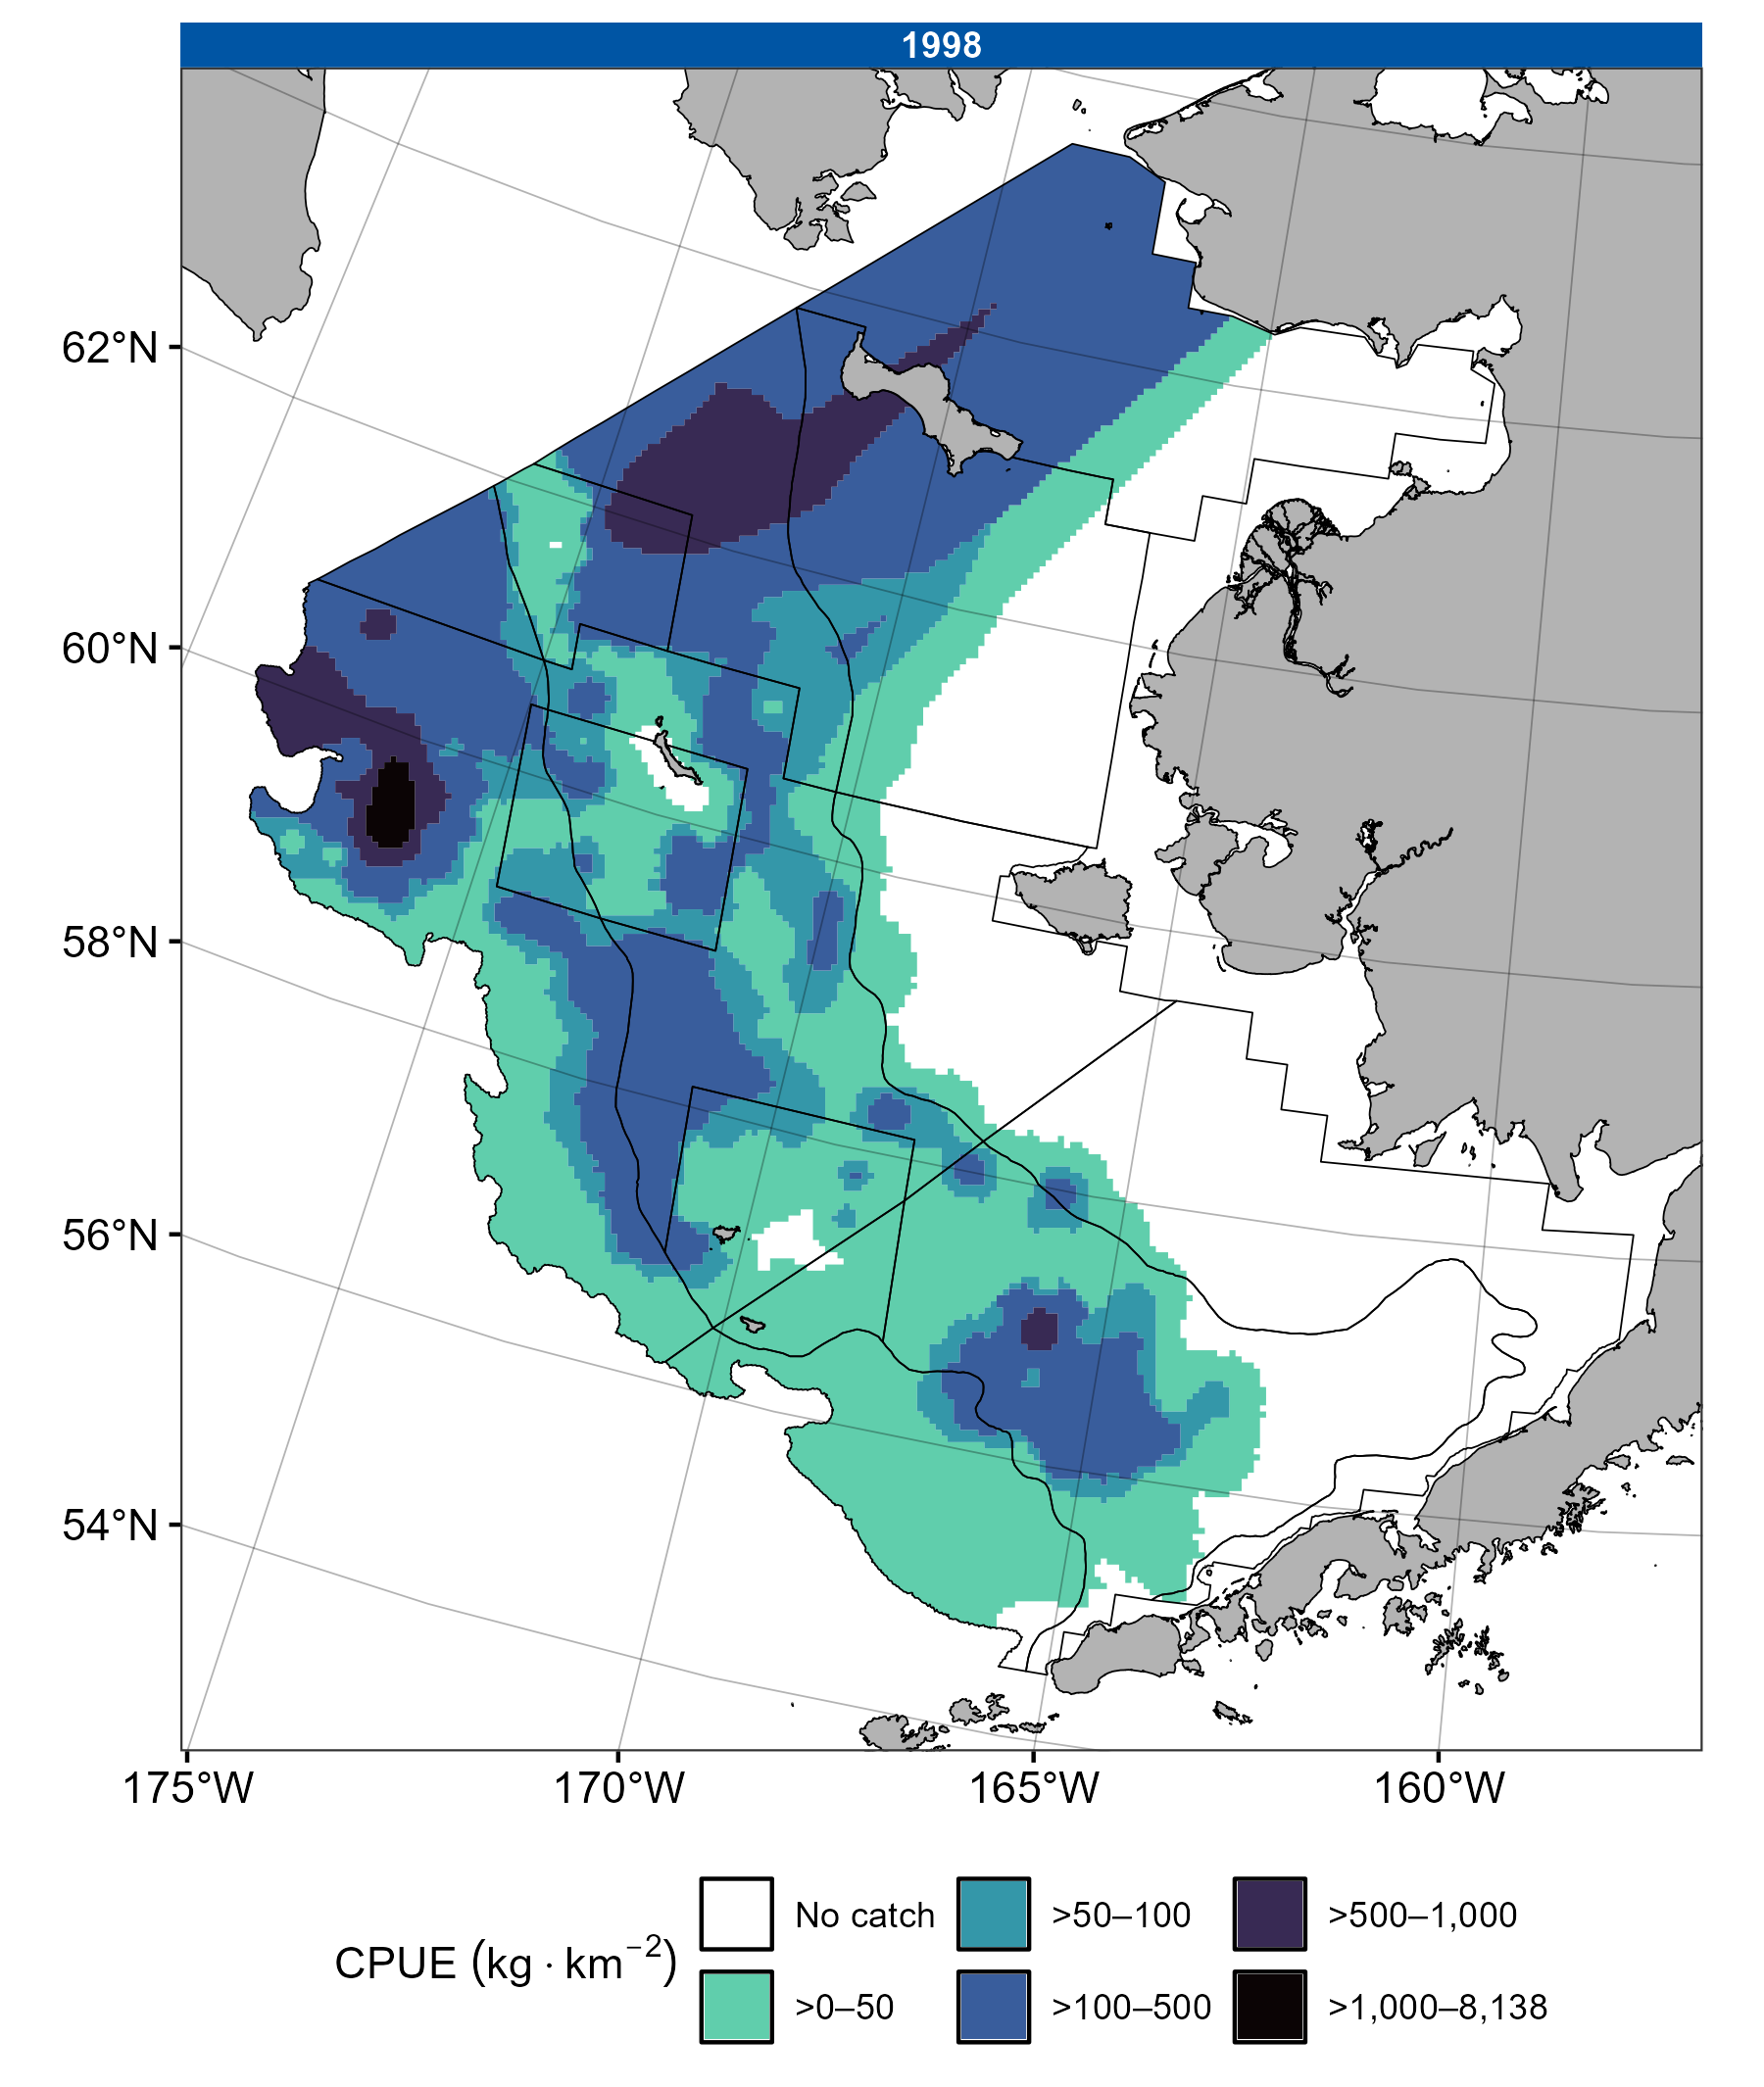 1998
62°N
60°N
58°N
56°N
54°N
175°W 170°W 165°W 160°W
CPUE (kg · km⁻²)
No catch >50–100 >500–1,000
>0–50 >100–500 >1,000–8,138